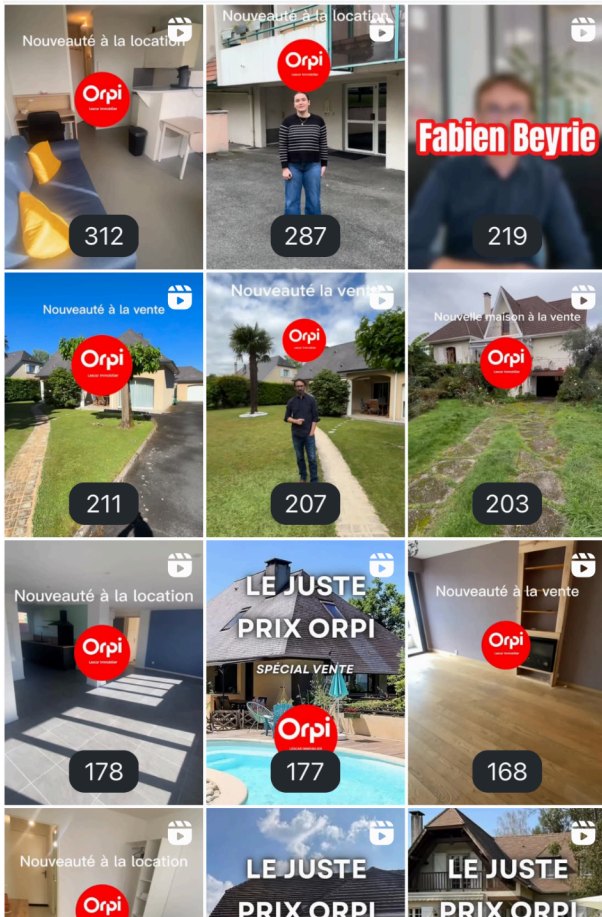 Nouveauté à la location
Orpi
312
Nouveauté à la location
Orpi
287
Fabien Beyrie
219
Nouveauté à la vente
Orpi
211
Nouveauté la vente
Orpi
207
Nouvelle maison à la vente
Orpi
203
Nouveauté à la location
Orpi
178
LE JUSTE
PRIX ORPI
SPÉCIAL VENTE
Orpi
177
Nouveauté à la vente
Orpi
168
Nouveauté à la location
Orpi
LE JUSTE
PRIX ORPI
LE JUSTE
PRIX ORPI